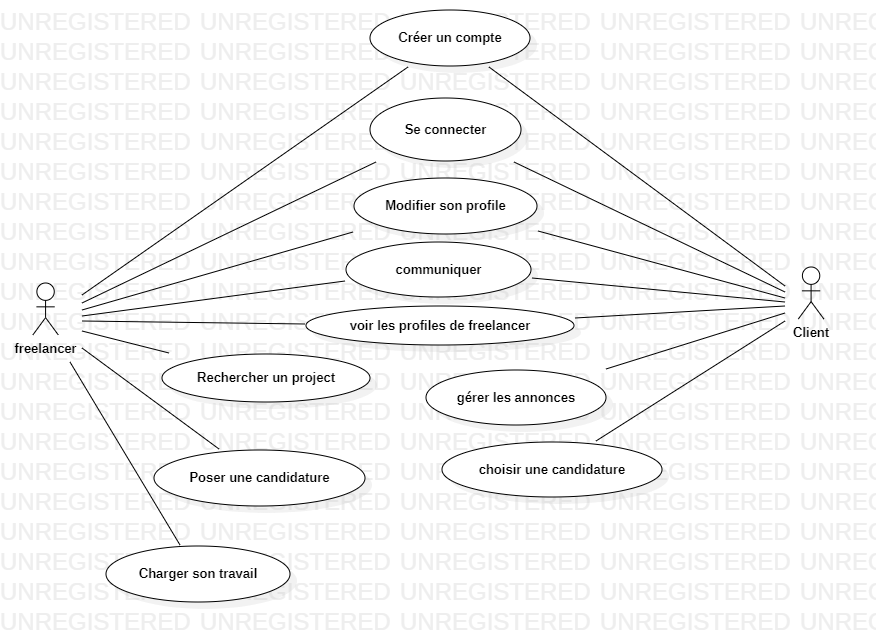 Créer un compte
Se connecter
Modifier son profile
communiquer
voir les profiles de freelancer
freelancer
Client
Rechercher un project
gérer les annonces
Poser une candidature
choisir une candidature
Charger son travail
UNREGISTERED UNREGISTERED UNREGISTERED UNREGISTERED UNREG